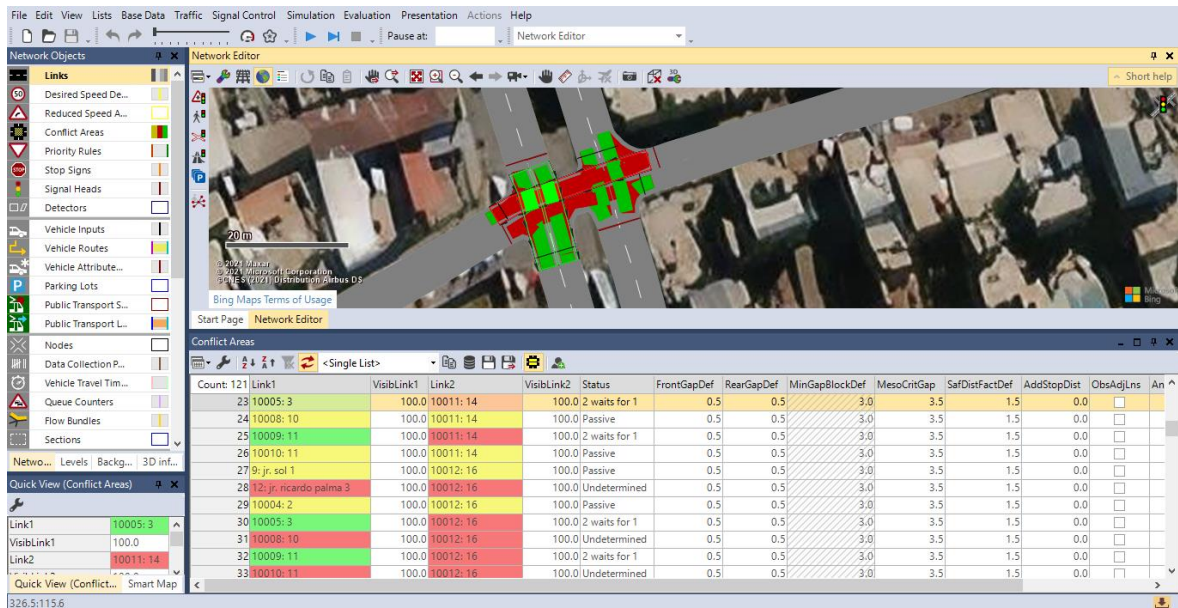 File Edit View Lists Base Data Traffic Signal Control Simulation Evaluation Presentation Actions Help
Pause at: Network Editor
Network Objects
Links
50 Desired Speed De...
Reduced Speed A...
Conflict Areas
Priority Rules
STOP Stop Signs
Signal Heads
Detectors
Vehicle Inputs
Vehicle Routes
Vehicle Attribute...
P Parking Lots
Public Transport S...
Public Transport L...
Nodes
Data Collection P...
Vehicle Travel Tim...
Queue Counters
Flow Bundles
Sections
Netwo... Levels Backg... 3D inf...
Quick View (Conflict Areas)
Link1 10005: 3
VisibLink1 100.0
Link2 10011: 14
Quick View (Conflict... Smart Map
326.5:115.6
Network Editor
Short help
20 m
© 2021 Maxar
© 2021 Microsoft Corporation
©CNES (2021) Distribution Airbus DS
Bing Maps Terms of Usage
Microsoft Bing
Start Page Network Editor
Conflict Areas
<Single List>
Count: 121 Link1 VisibLink1 Link2 VisibLink2 Status FrontGapDef RearGapDef MinGapBlockDef MesoCritGap SafDistFactDef AddStopDist ObsAdjLns An
23 10005: 3 100.0 10011: 14 100.0 2 waits for 1 0.5 0.5 3.0 3.5 1.5 0.0
24 10008: 10 100.0 10011: 14 100.0 Passive 0.5 0.5 3.0 3.5 1.5 0.0
25 10009: 11 100.0 10011: 14 100.0 2 waits for 1 0.5 0.5 3.0 3.5 1.5 0.0
26 10010: 11 100.0 10011: 14 100.0 Passive 0.5 0.5 3.0 3.5 1.5 0.0
27 9: jr. sol 1 100.0 10012: 16 100.0 Passive 0.5 0.5 3.0 3.5 1.5 0.0
28 12: jr. ricardo palma 3 100.0 10012: 16 100.0 Undetermined 0.5 0.5 3.0 3.5 1.5 0.0
29 10004: 2 100.0 10012: 16 100.0 Passive 0.5 0.5 3.0 3.5 1.5 0.0
30 10005: 3 100.0 10012: 16 100.0 2 waits for 1 0.5 0.5 3.0 3.5 1.5 0.0
31 10008: 10 100.0 10012: 16 100.0 Undetermined 0.5 0.5 3.0 3.5 1.5 0.0
32 10009: 11 100.0 10012: 16 100.0 2 waits for 1 0.5 0.5 3.0 3.5 1.5 0.0
33 10010: 11 100.0 10012: 16 100.0 Undetermined 0.5 0.5 3.0 3.5 1.5 0.0